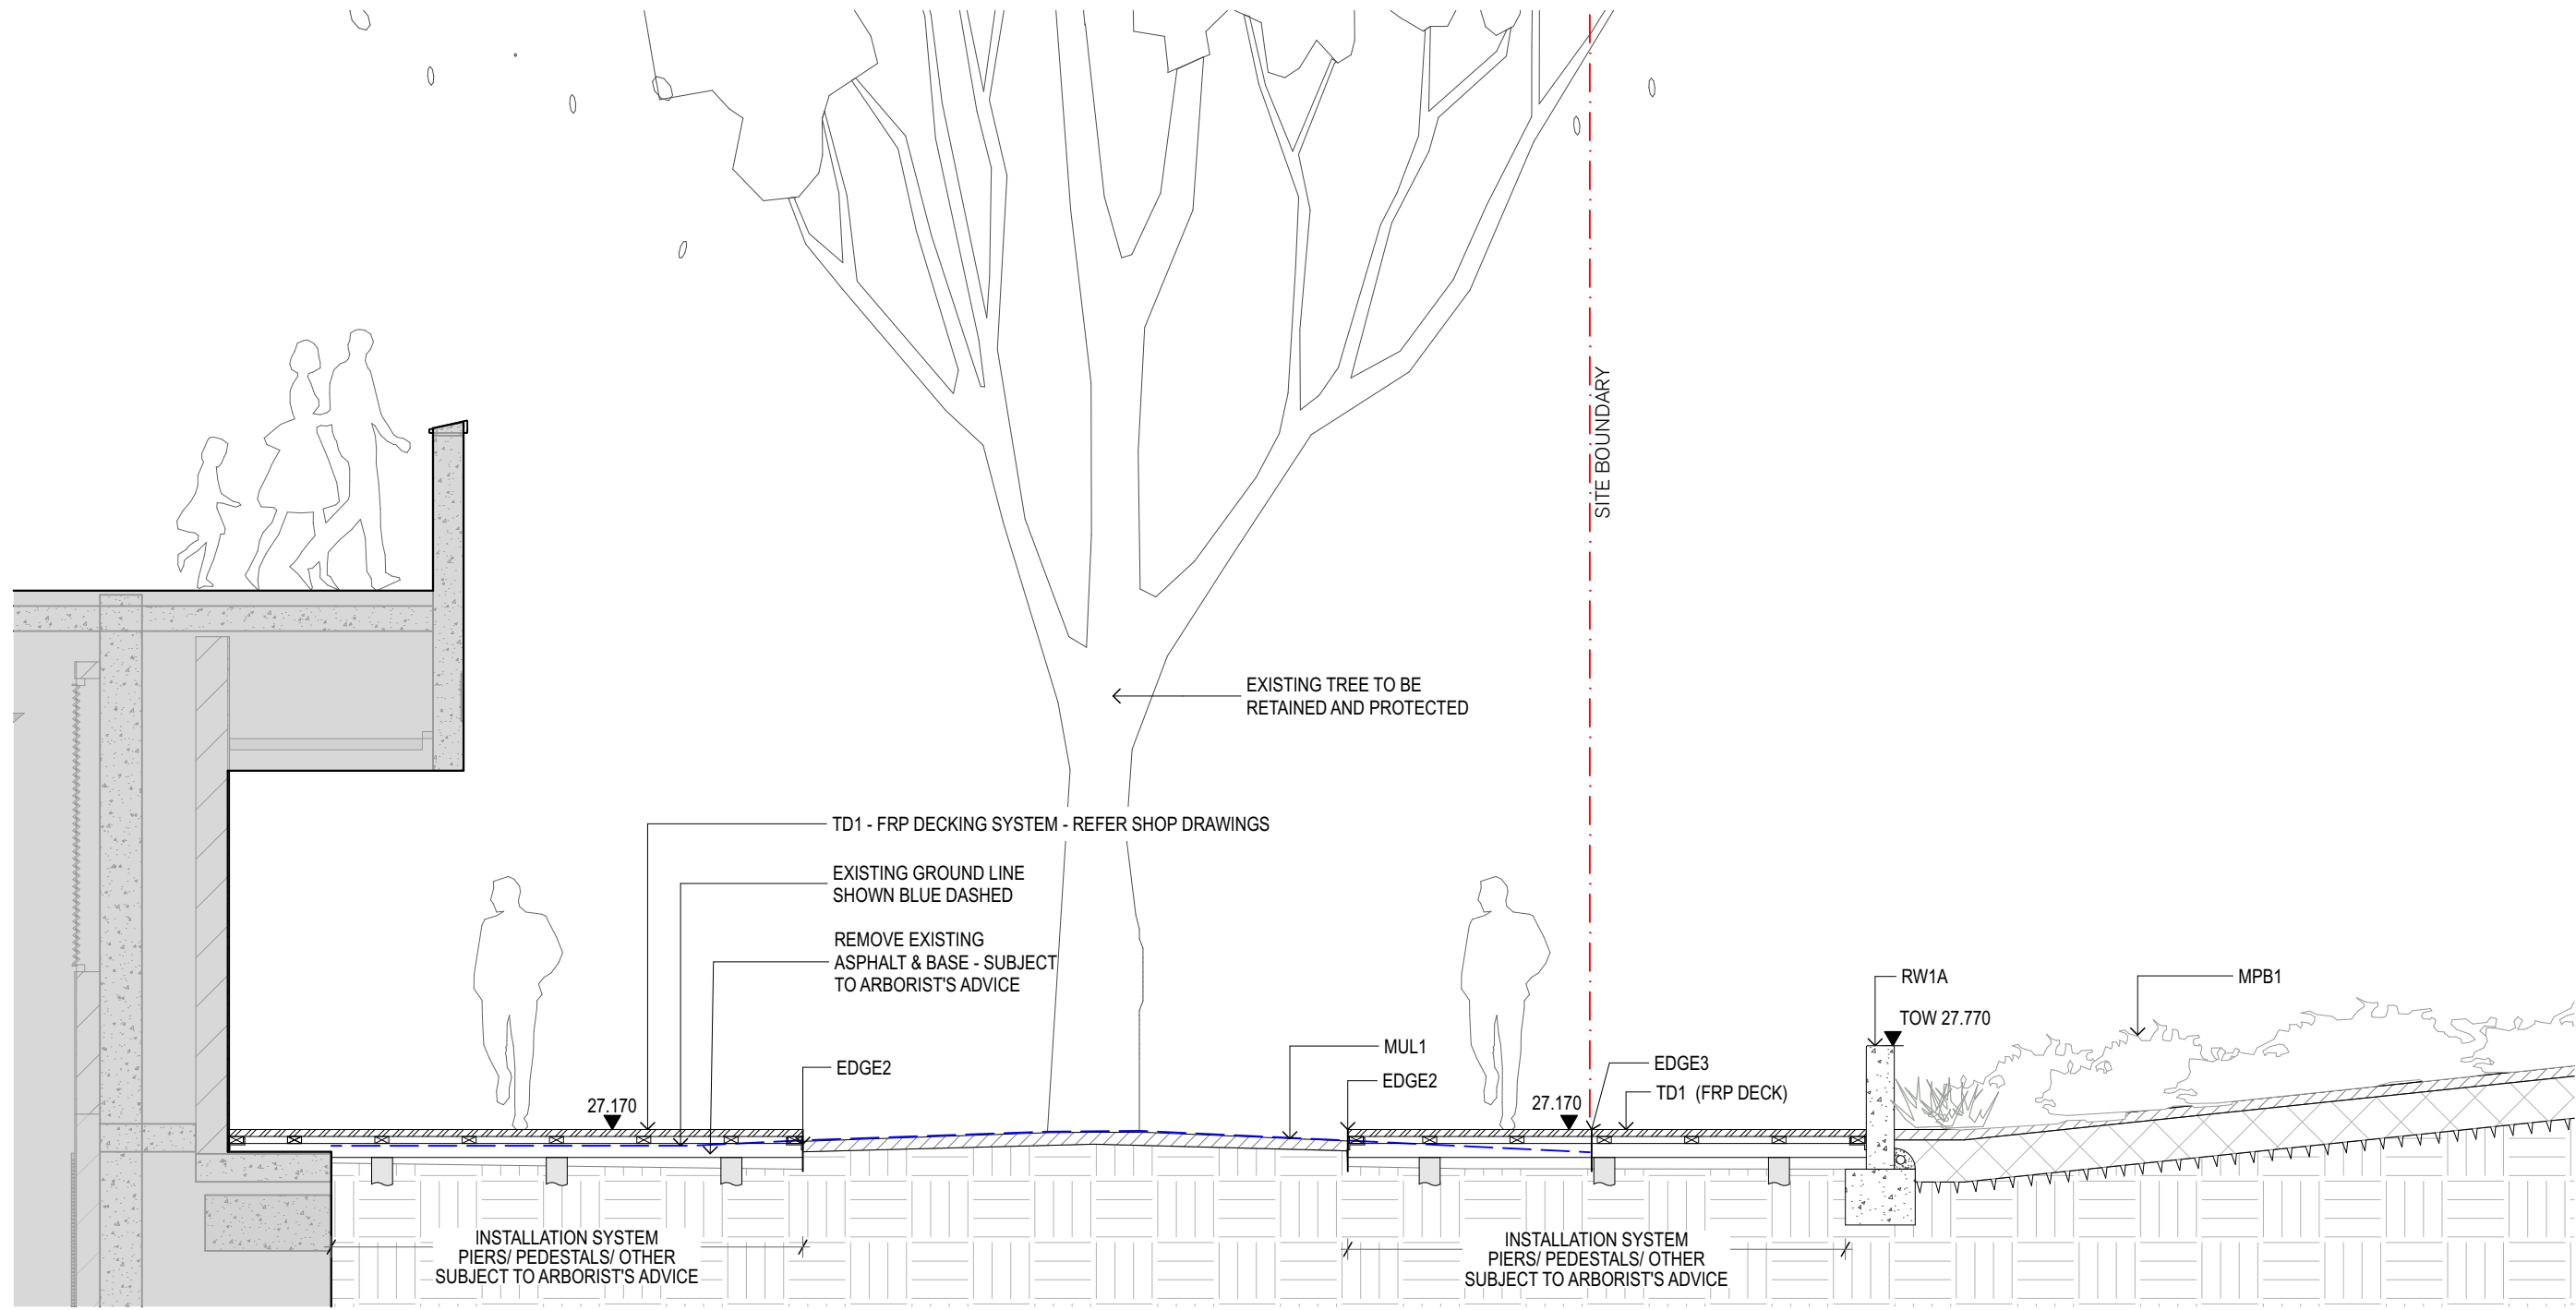 SITE BOUNDARY
EXISTING TREE TO BE
RETAINED AND PROTECTED
TD1 - FRP DECKING SYSTEM - REFER SHOP DRAWINGS
EXISTING GROUND LINE
SHOWN BLUE DASHED
REMOVE EXISTING
ASPHALT & BASE - SUBJECT
TO ARBORIST'S ADVICE
EDGE2
27.170
MUL1
EDGE2
27.170
EDGE3
TD1 (FRP DECK)
RW1A
TOW 27.770
MPB1
INSTALLATION SYSTEM
PIERS/ PEDESTALS/ OTHER
SUBJECT TO ARBORIST'S ADVICE
INSTALLATION SYSTEM
PIERS/ PEDESTALS/ OTHER
SUBJECT TO ARBORIST'S ADVICE